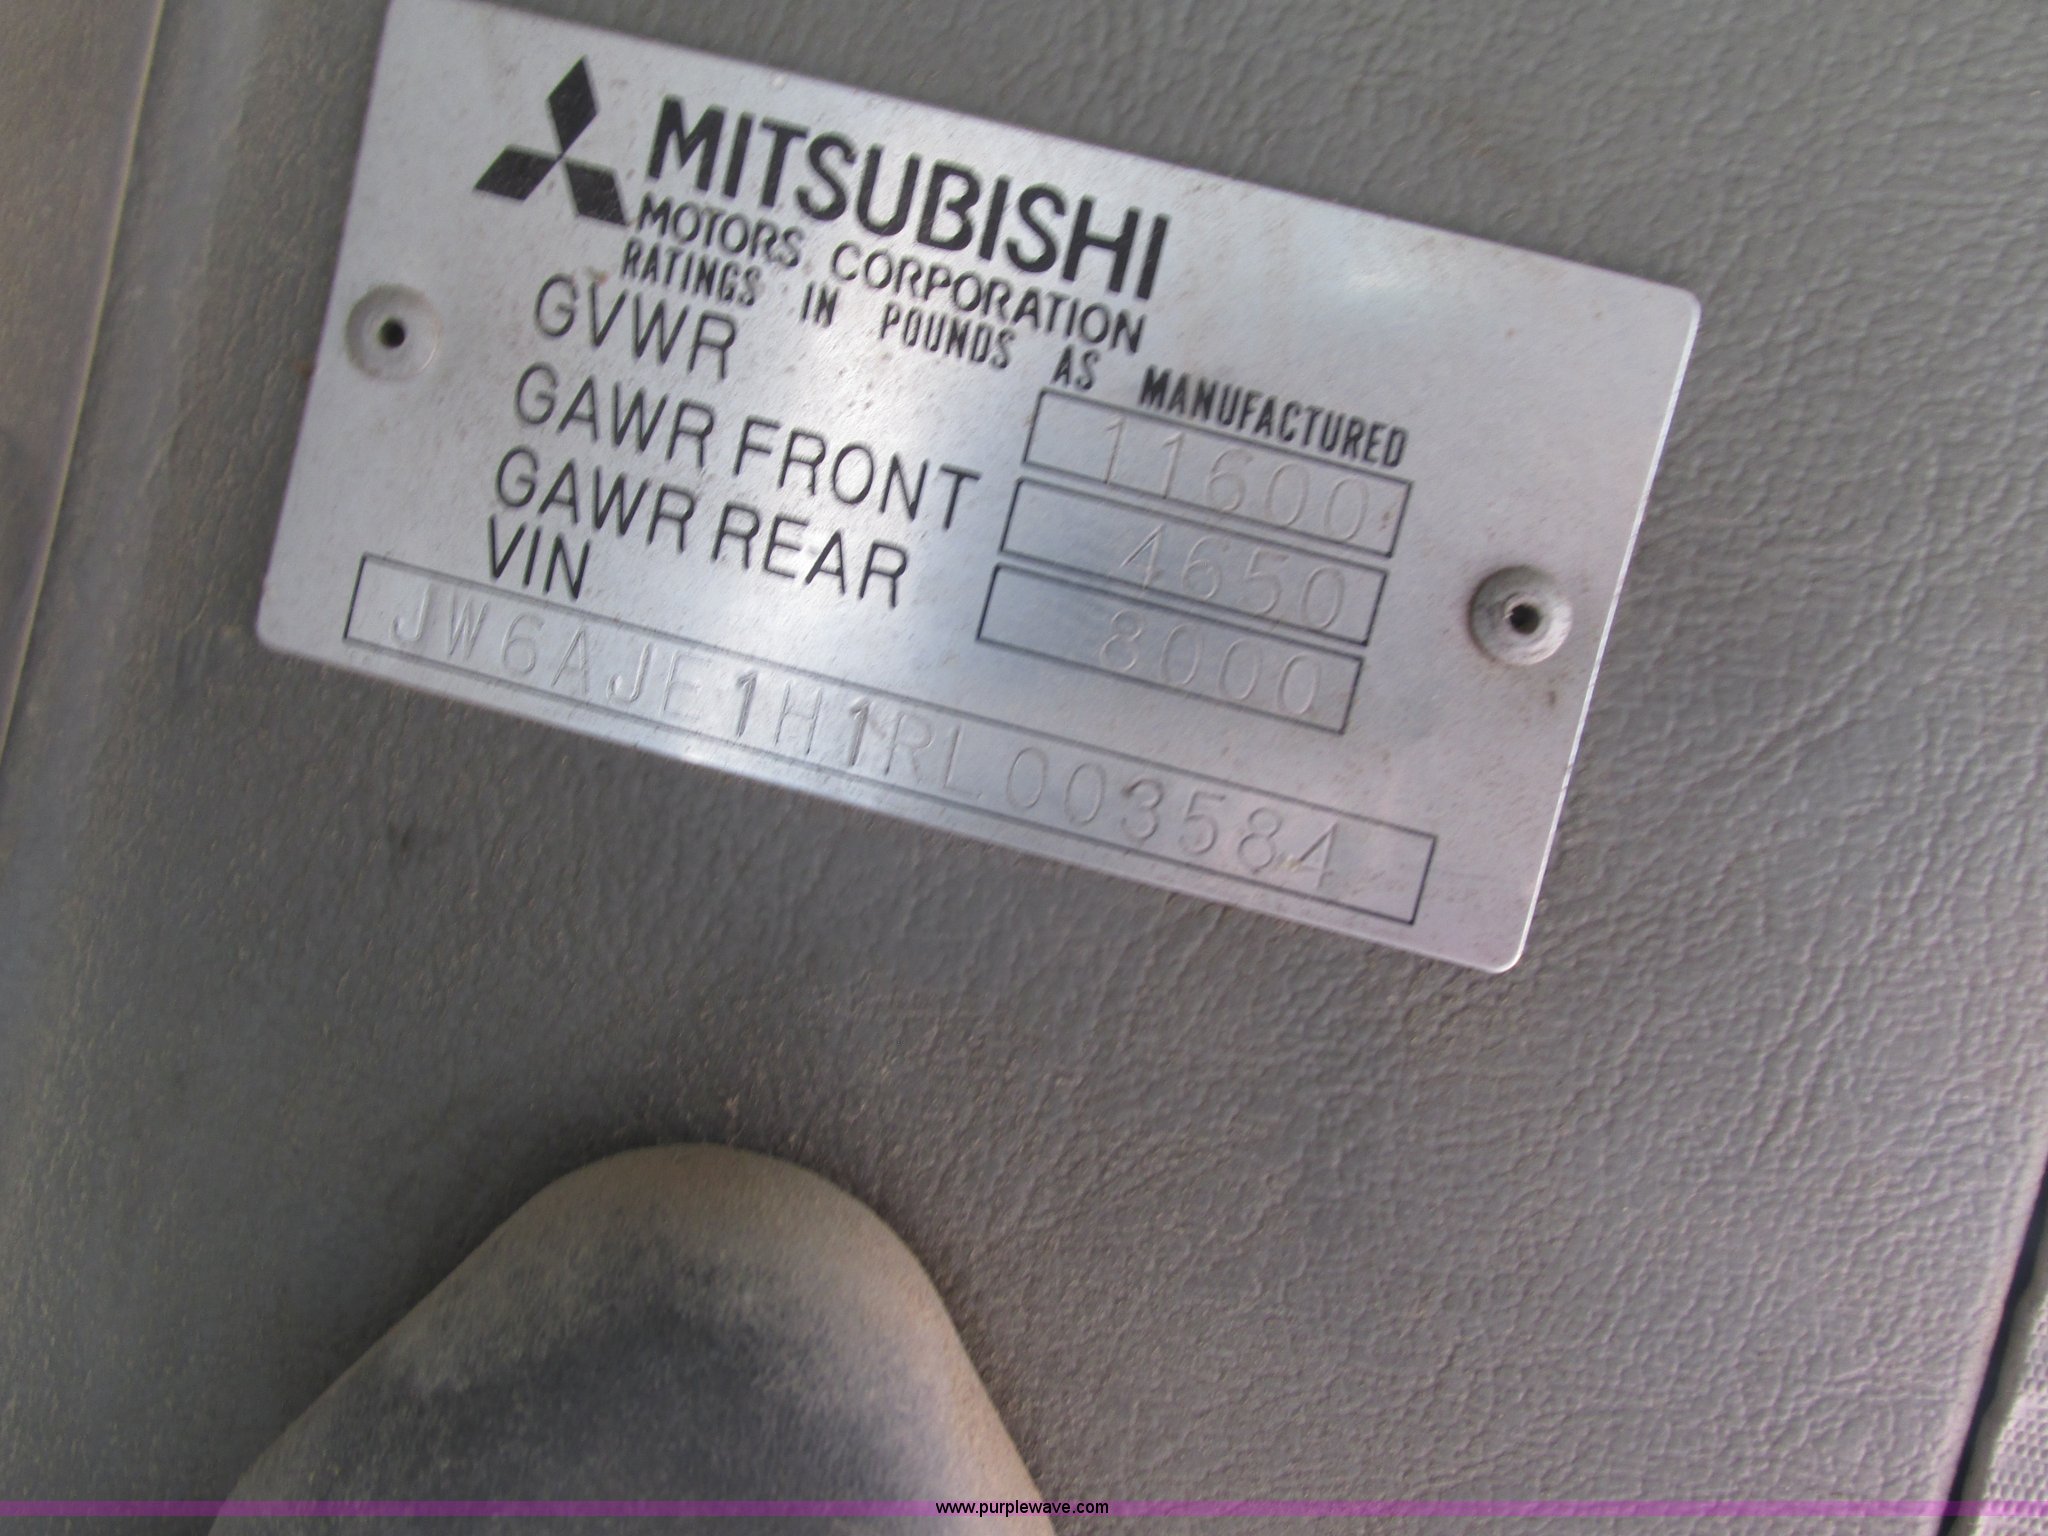 MITSUBISHI
MOTORS CORPORATION
RATINGS IN POUNDS AS MANUFACTURED
GVWR 11600
GAWR FRONT 4650
GAWR REAR 8000
VIN
JW6AJE1H1RL003584
www.purplewave.com